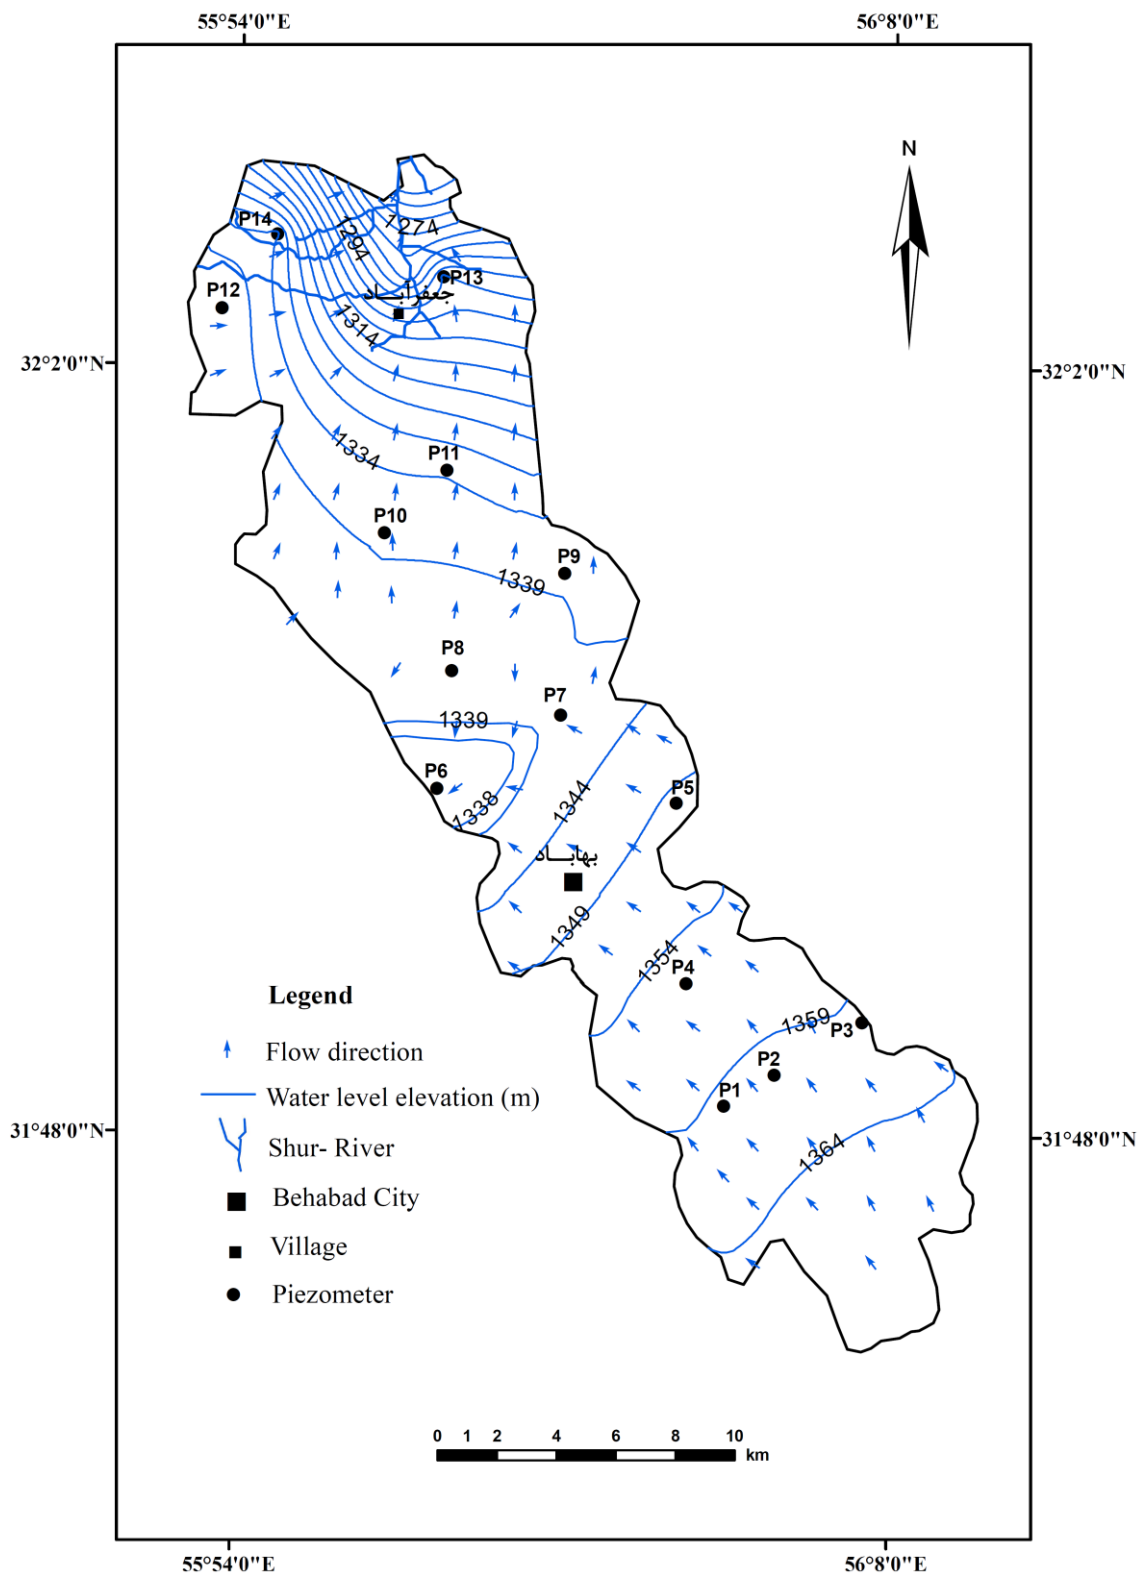 55°54'0"E
56°8'0"E
N
P14
1274
1294
P13
جعفرآبــاد
P12
1314
32°2'0"N
32°2'0"N
1334
P11
P10
P9
1339
P8
P7
1339
P6
P5
1344
1338
بهابــاد
1349
1354
P4
Legend
1359
P3
Flow direction
P2
Water level elevation (m)
P1
31°48'0"N
31°48'0"N
Shur- River
1364
Behabad City
Village
Piezometer
0 1 2 4 6 8 10
km
55°54'0"E
56°8'0"E